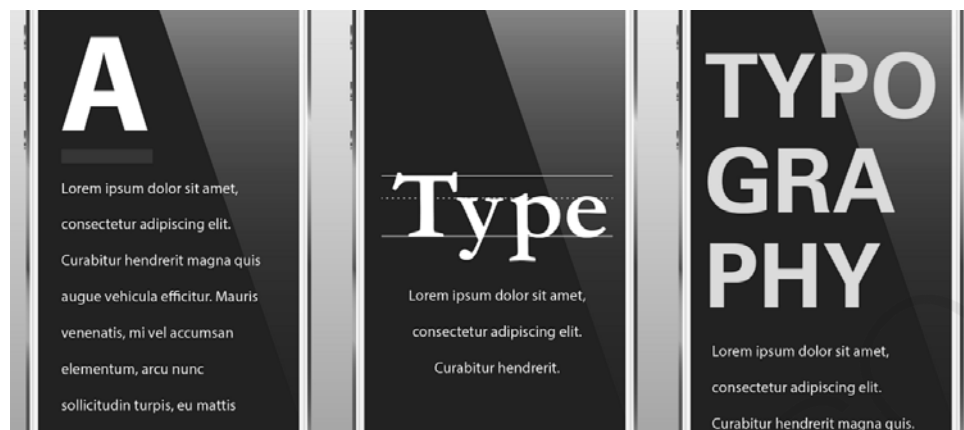 A
Lorem ipsum dolor sit amet,
consectetur adipiscing elit.
Curabitur hendrerit magna quis
augue vehicula efficitur. Mauris
venenatis, mi vel accumsan
elementum, arcu nunc
sollicitudin turpis, eu mattis
Type
Lorem ipsum dolor sit amet,
consectetur adipiscing elit.
Curabitur hendrerit.
TYPO
GRA
PHY
Lorem ipsum dolor sit amet,
consectetur adipiscing elit.
Curabitur hendrerit magna quis.